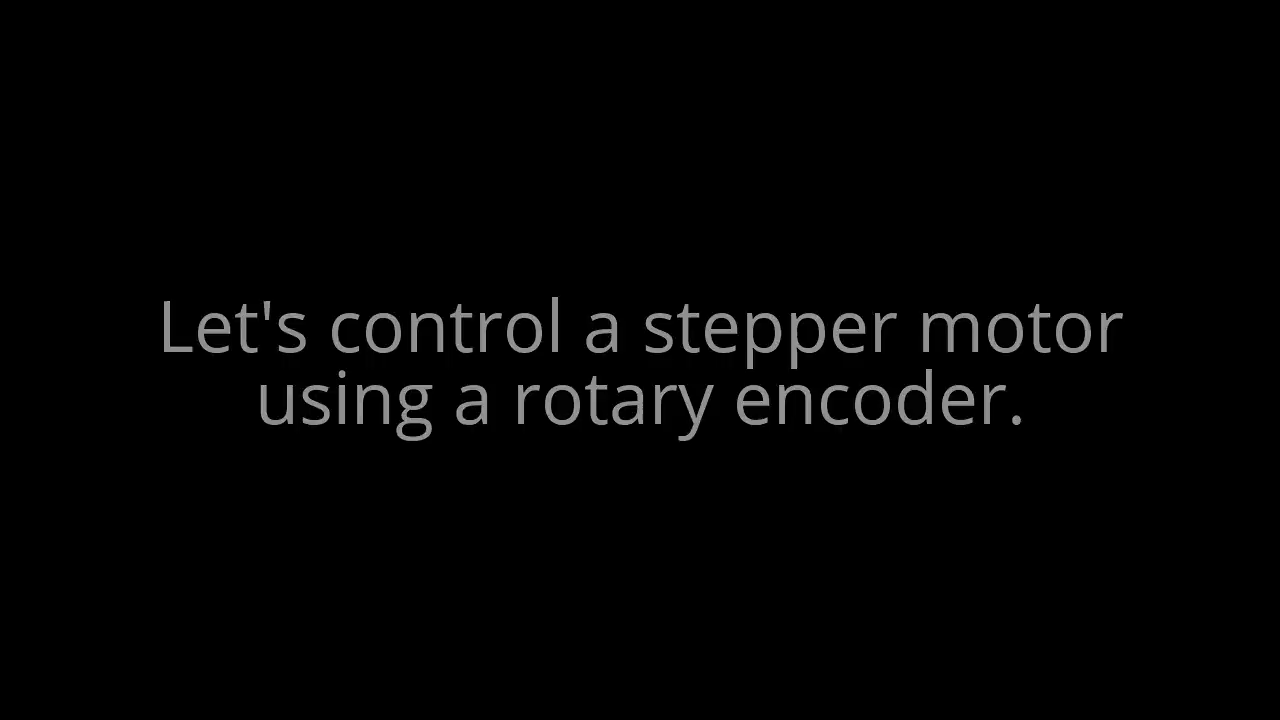 Let's control a stepper motor
using a rotary encoder.